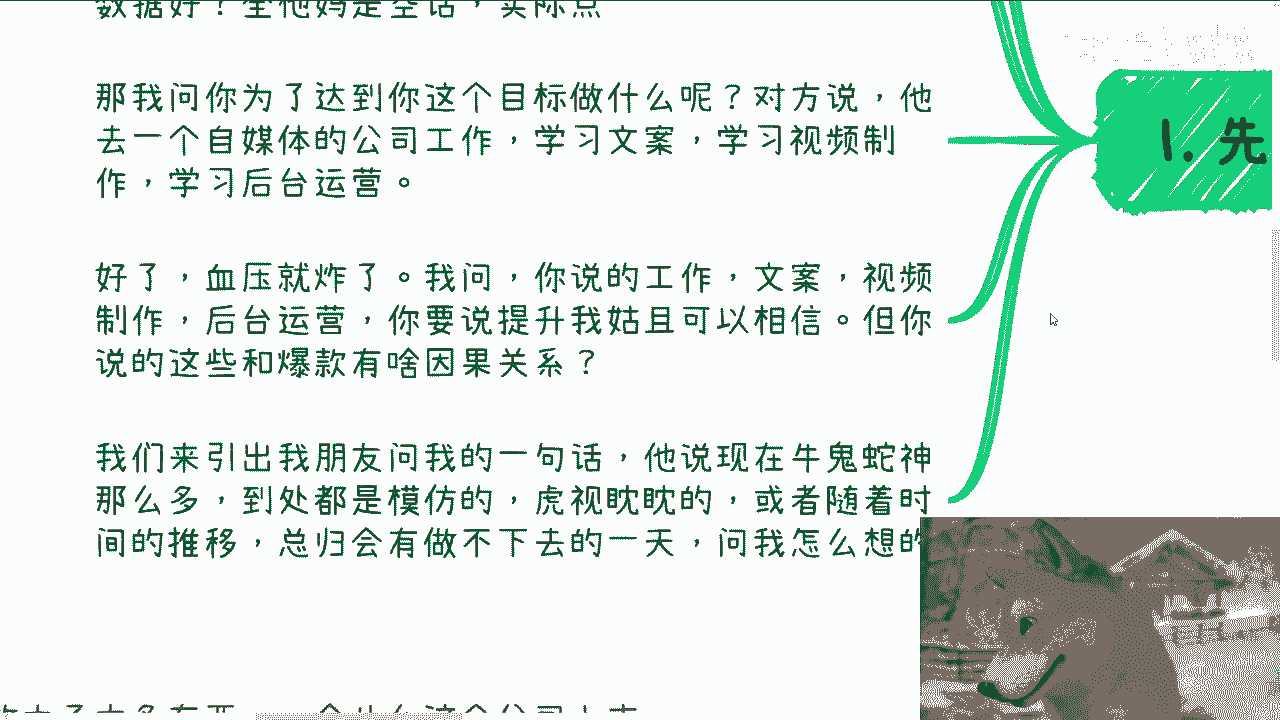 数据好？全他妈是空话，实际点
那我问你为了达到你这个目标做什么呢？对方说，他
去一个自媒体的公司工作，学习文案，学习视频制
作，学习后台运营。
好了，血压就炸了。我问，你说的工作，文案，视频
制作，后台运营，你要说提升我姑且可以相信。但你
说的这些和爆款有啥因果关系？
我们来引出我朋友问我的一句话，他说现在牛鬼蛇神
那么多，到处都是模仿的，虎视眈眈的，或者随着时
间的推移，总归会有做不下去的一天，问我怎么想的
1. 先